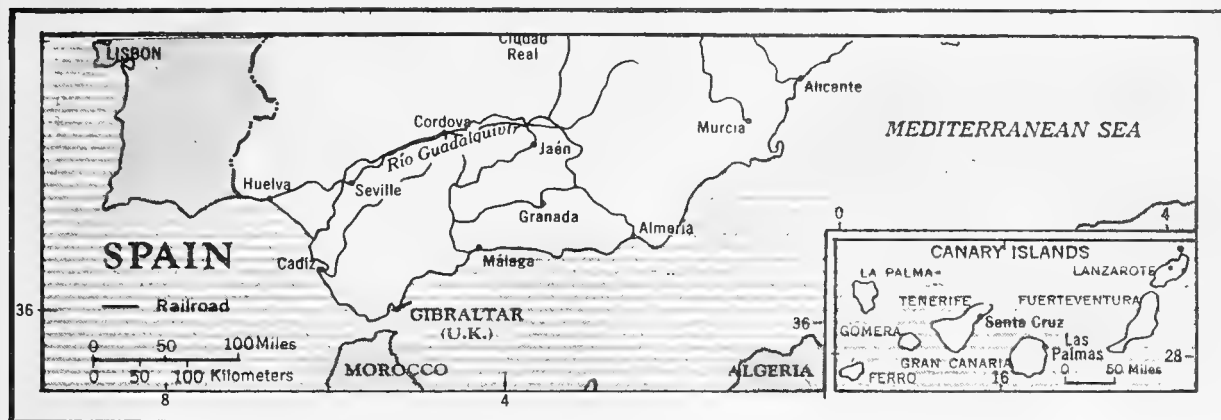 LISBON
Ciudad
Real
Alicante
Cordova
Murcia
MEDITERRANEAN SEA
Río Guadalquivir
Jaén
Huelva
Seville
Granada
Almería
0
4
SPAIN
Cadiz
Málaga
CANARY ISLANDS
LA PALMA
LANZAROTE
Railroad
TENERIFE
FUERTEVENTURA
36
GIBRALTAR
(U.K.)
36
Santa Cruz
GOMERA
0 50 100 Miles
0 50 100 Kilometers
Las
Palmas
GRAN CANARIA
28
MOROCCO
ALGERIA
FERRO
16
0 50 Miles
8
4